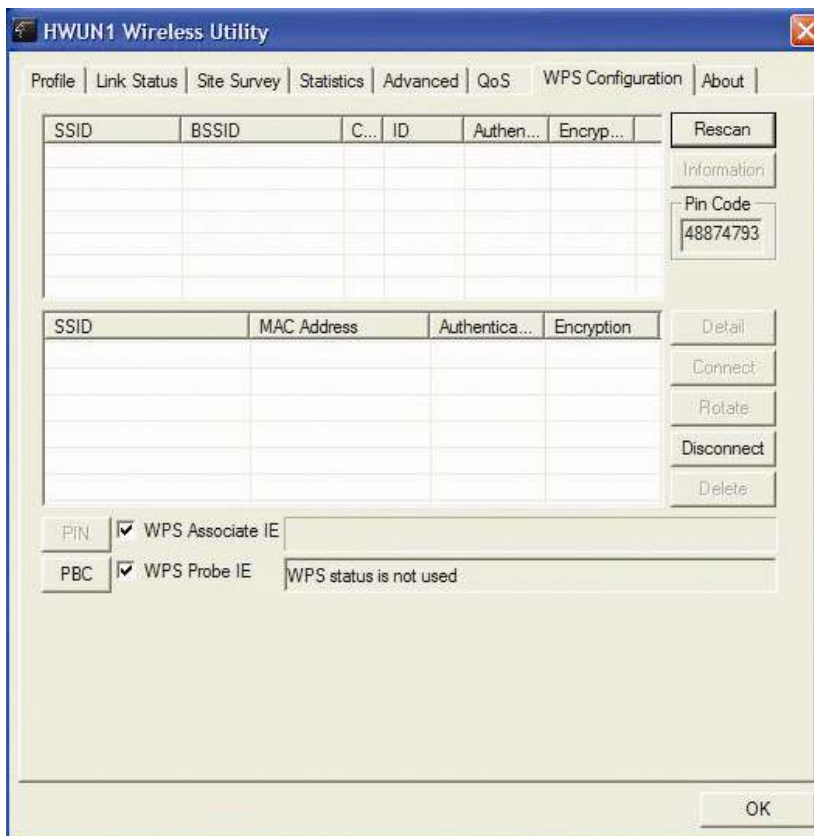 HWUN1 Wireless Utility
Profile Link Status Site Survey Statistics Advanced QoS WPS Configuration About
SSID BSSID C... ID Authen... Encryp...
Rescan
Information
Pin Code
48874793
SSID MAC Address Authentica... Encryption
Detail
Connect
Rotate
Disconnect
Delete
PIN WPS Associate IE
PBC WPS Probe IE WPS status is not used
OK